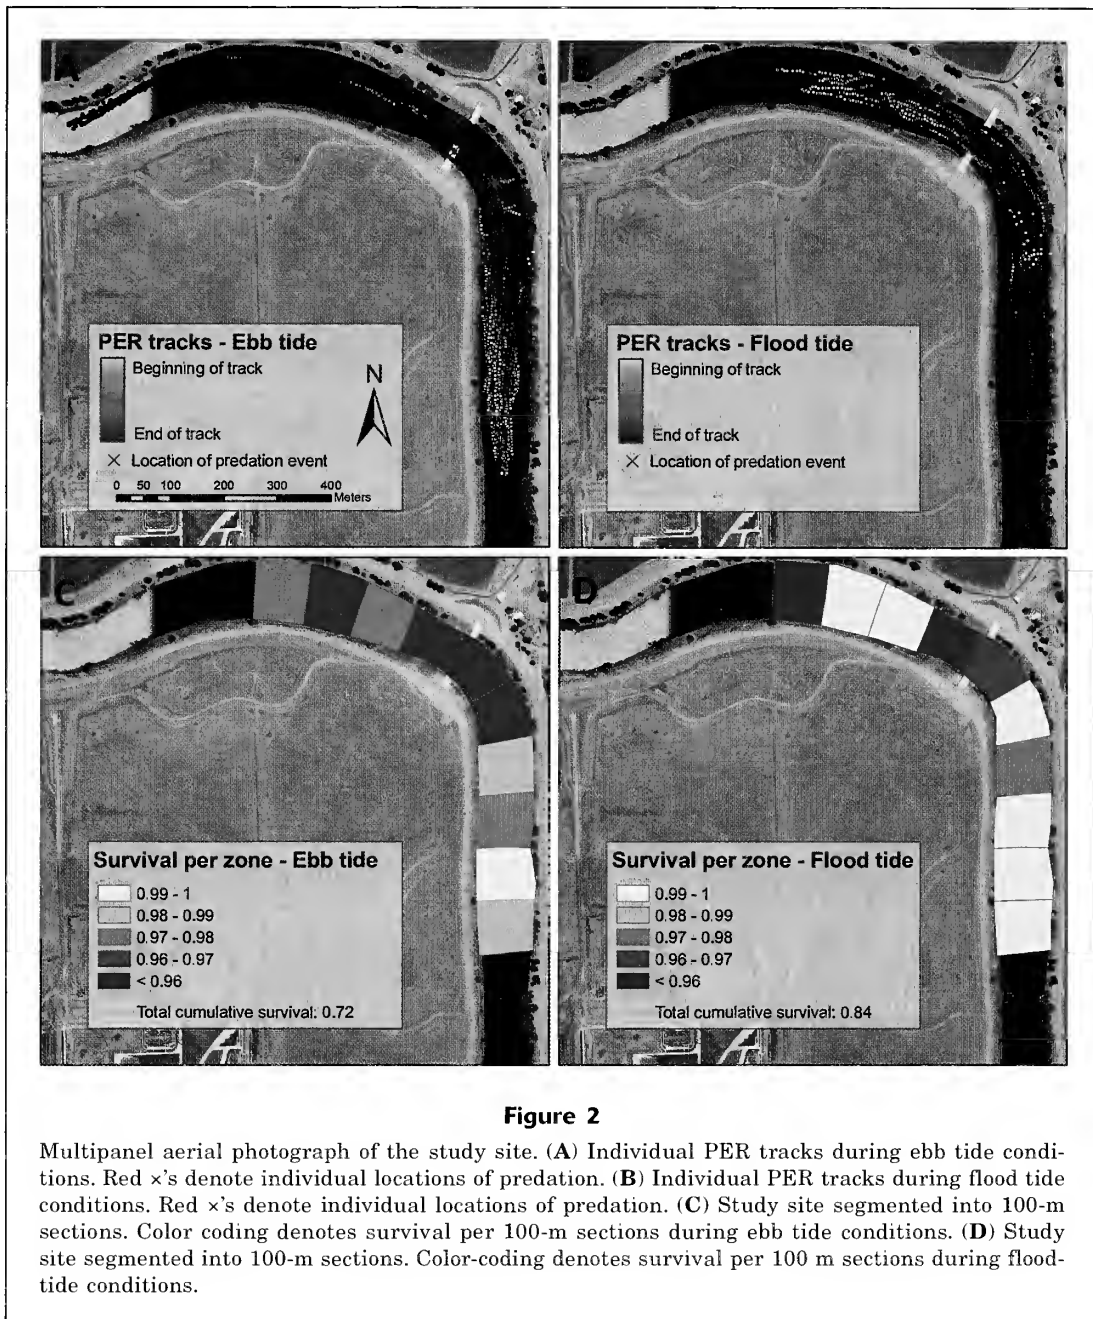 A
B
PER tracks - Ebb tide
Beginning of track
End of track
N
× Location of predation event
0 50 100 200 300 400
Meters
PER tracks - Flood tide
Beginning of track
End of track
× Location of predation event
C
D
Survival per zone - Ebb tide
0.99 - 1
0.98 - 0.99
0.97 - 0.98
0.96 - 0.97
< 0.96
Total cumulative survival: 0.72
Survival per zone - Flood tide
0.99 - 1
0.98 - 0.99
0.97 - 0.98
0.96 - 0.97
< 0.96
Total cumulative survival: 0.84
Figure 2
Multipanel aerial photograph of the study site. (A) Individual PER tracks during ebb tide condi-
tions. Red ×'s denote individual locations of predation. (B) Individual PER tracks during flood tide
conditions. Red ×'s denote individual locations of predation. (C) Study site segmented into 100-m
sections. Color coding denotes survival per 100-m sections during ebb tide conditions. (D) Study
site segmented into 100-m sections. Color-coding denotes survival per 100 m sections during flood-
tide conditions.